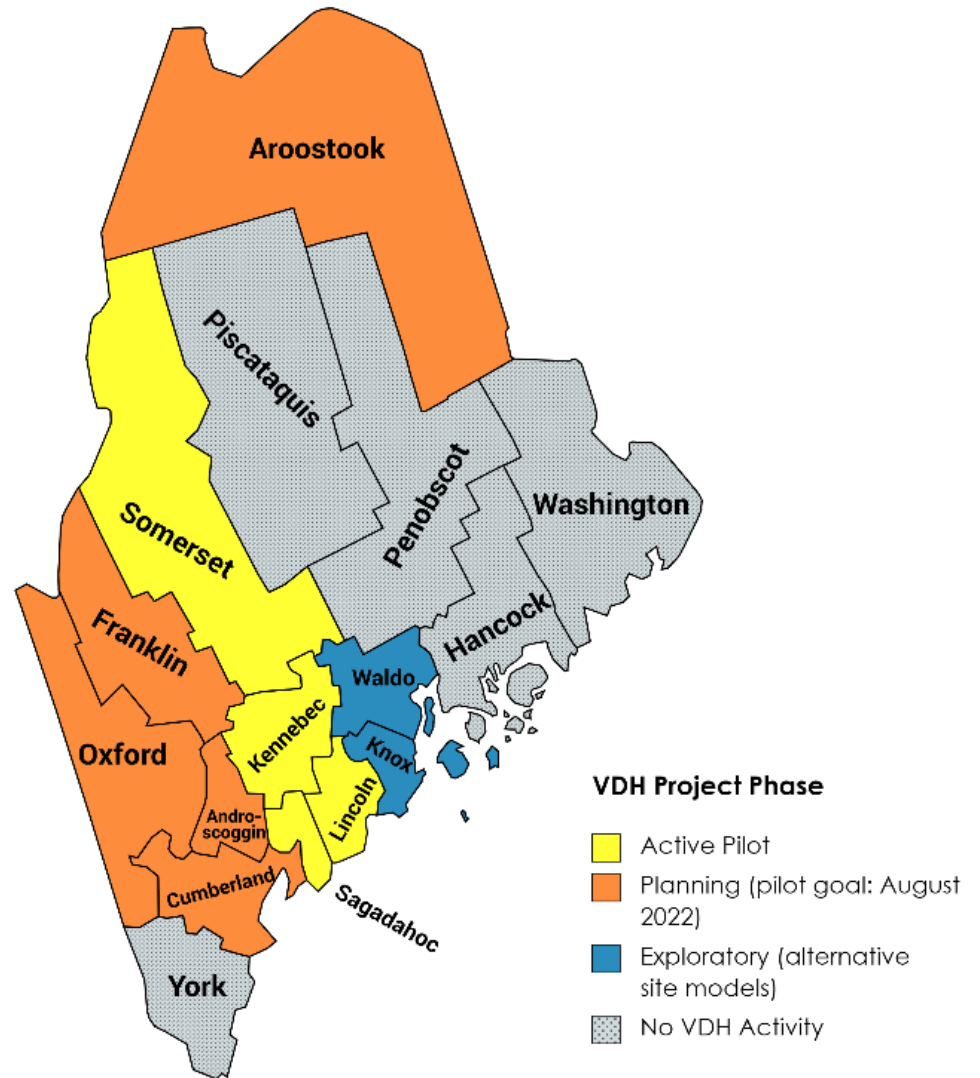 Aroostook
Piscataquis
Penobscot
Washington
Somerset
Hancock
Franklin
Waldo
Oxford
Kennebec
Knox
Lincoln
Andro-
scoggin
Cumberland
Sagadahoc
York
VDH Project Phase
Active Pilot
Planning (pilot goal: August
2022)
Exploratory (alternative
site models)
No VDH Activity